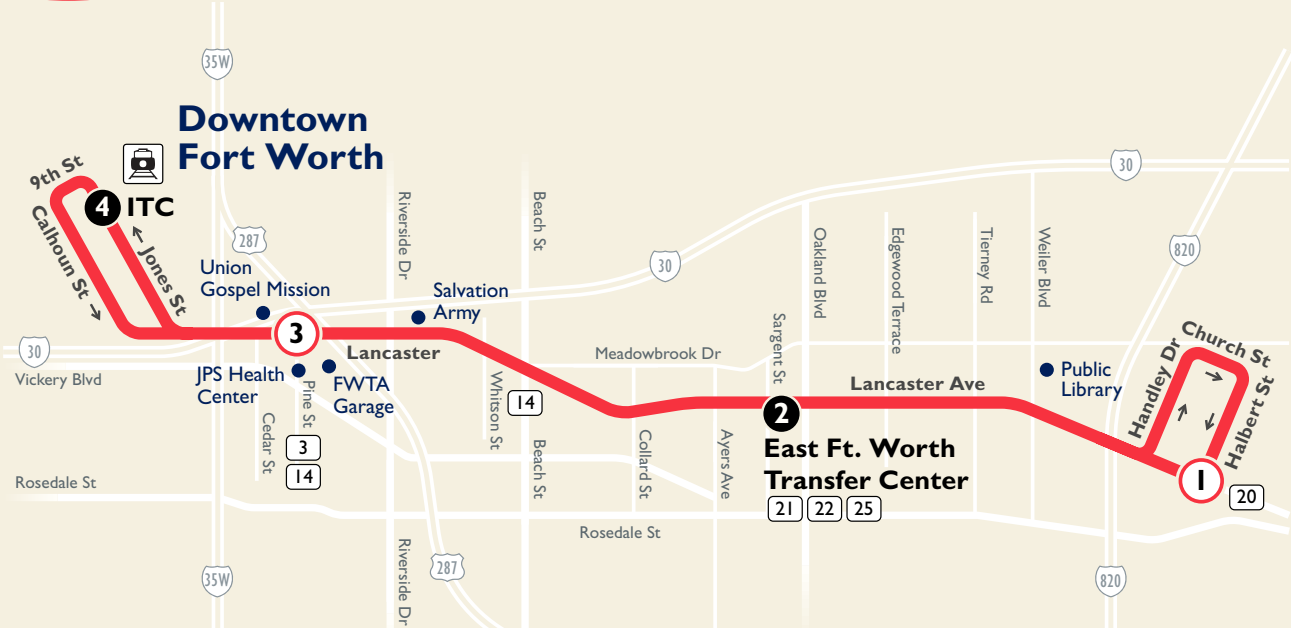 35W
Downtown
Fort Worth
30
9th St
4 ITC
Calhoun St
Jones St
287
Riverside Dr
Beach St
Oakland Blvd
Edgewood Terrace
Tierney Rd
Weiler Blvd
820
30
Union
Gospel Mission
Salvation
Army
3
Lancaster
30
Vickery Blvd
JPS Health
Center
FWTA
Garage
Pine St
Cedar St
3
14
Whitson St
14
Meadowbrook Dr
Sargent St
Lancaster Ave
Public
Library
Handley Dr
Church St
Halbert St
1
20
2
East Ft. Worth
Transfer Center
21 22 25
Collard St
Ayers Ave
Beach St
Rosedale St
Rosedale St
Riverside Dr
35W
287
820